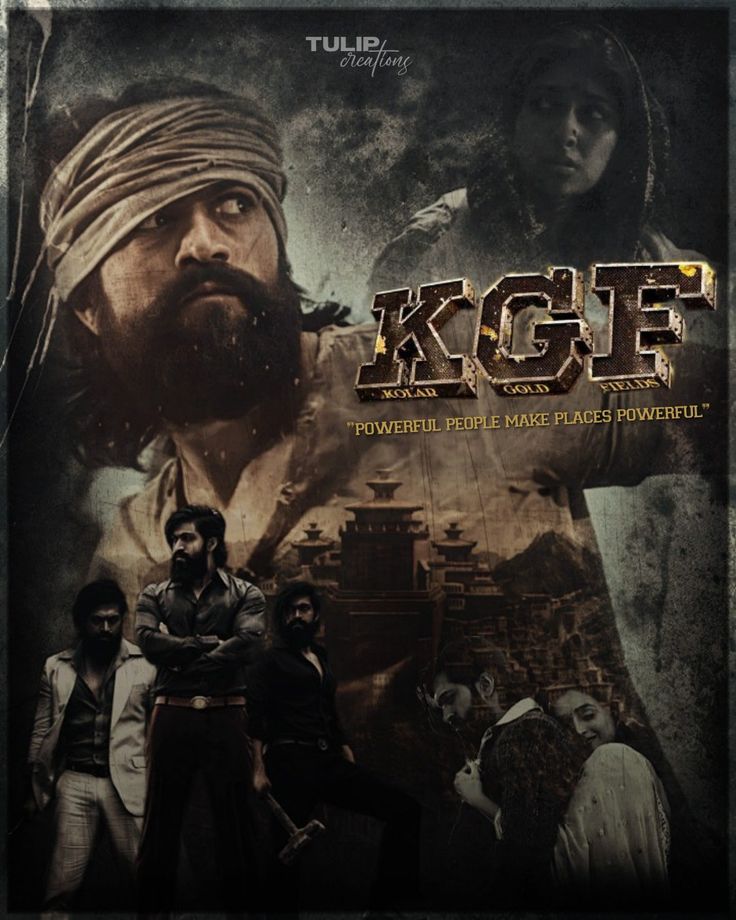 TULIP
creations
KGF
KOLAR GOLD FIELDS
"POWERFUL PEOPLE MAKE PLACES POWERFUL"